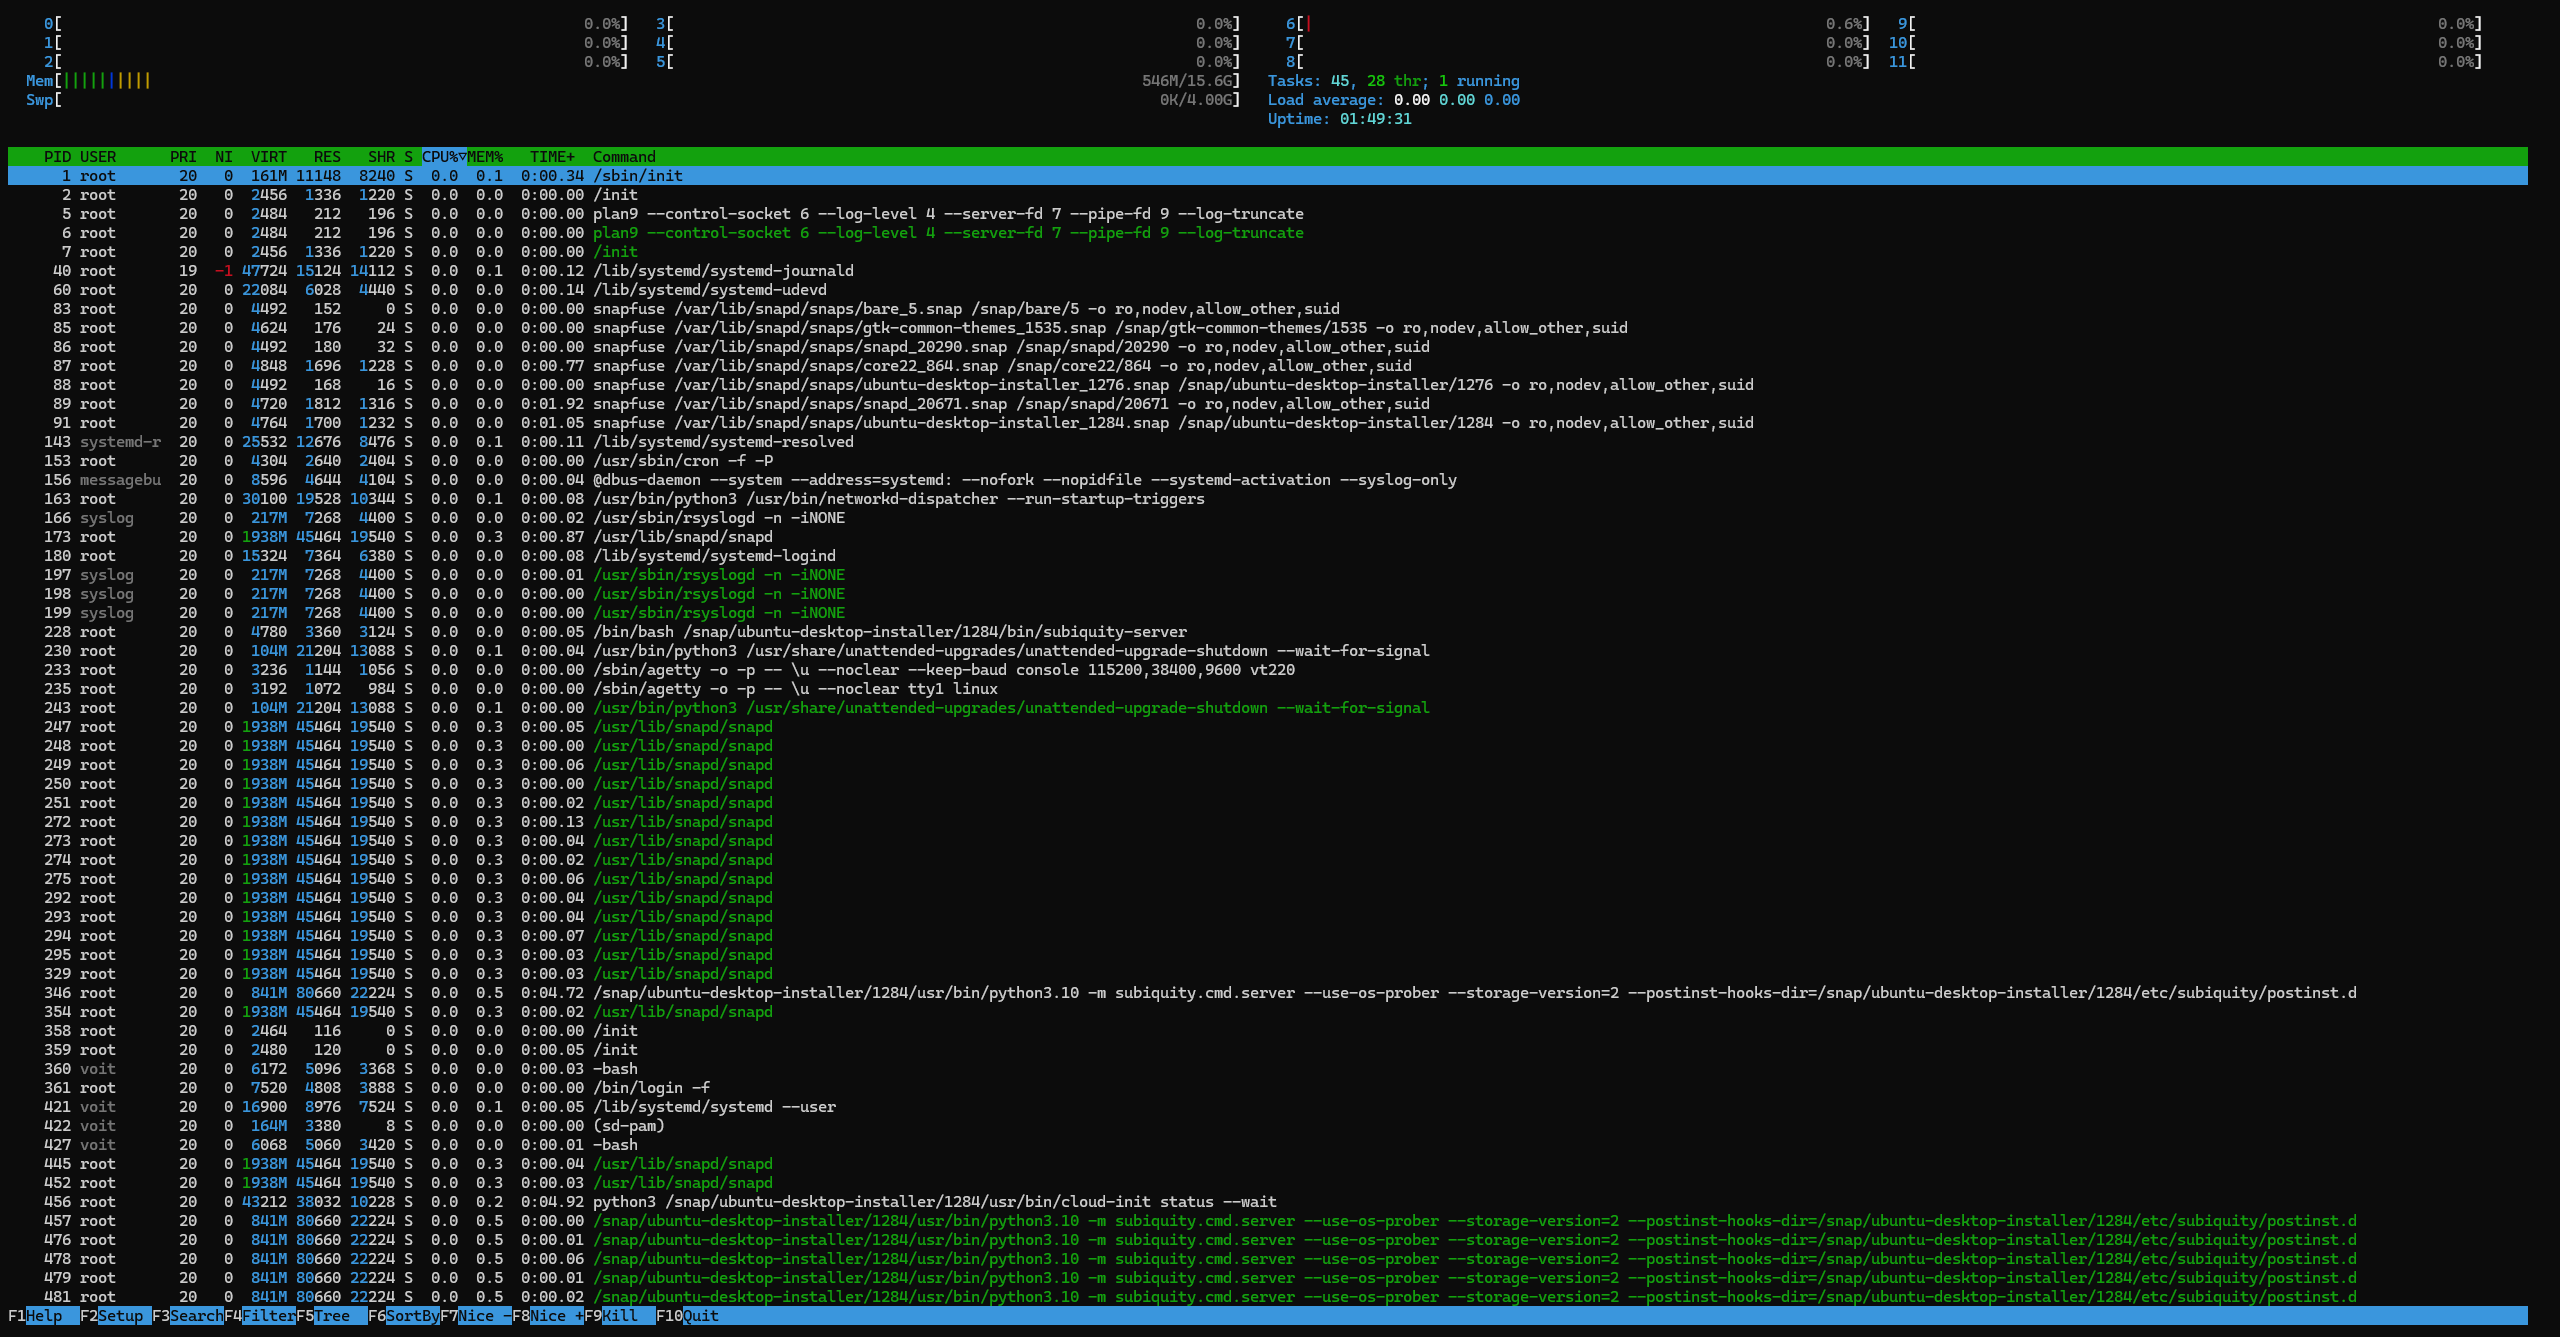 0[ 0.0%] 3[ 0.0%] 6[| 0.6%] 9[ 0.0%]
1[ 0.0%] 4[ 0.0%] 7[ 0.0%] 10[ 0.0%]
2[ 0.0%] 5[ 0.0%] 8[ 0.0%] 11[ 0.0%]
Mem[|||||||||| 546M/15.6G] Tasks: 45, 28 thr; 1 running
Swp[ 0K/4.00G] Load average: 0.00 0.00 0.00
Uptime: 01:49:31
PID USER PRI NI VIRT RES SHR S CPU%▽MEM% TIME+ Command
1 root 20 0 161M 11148 8240 S 0.0 0.1 0:00.34 /sbin/init
2 root 20 0 2456 1336 1220 S 0.0 0.0 0:00.00 /init
5 root 20 0 2484 212 196 S 0.0 0.0 0:00.00 plan9 --control-socket 6 --log-level 4 --server-fd 7 --pipe-fd 9 --log-truncate
6 root 20 0 2484 212 196 S 0.0 0.0 0:00.00 plan9 --control-socket 6 --log-level 4 --server-fd 7 --pipe-fd 9 --log-truncate
7 root 20 0 2456 1336 1220 S 0.0 0.0 0:00.00 /init
40 root 19 -1 47724 15124 14112 S 0.0 0.1 0:00.12 /lib/systemd/systemd-journald
60 root 20 0 22084 6028 4440 S 0.0 0.0 0:00.14 /lib/systemd/systemd-udevd
83 root 20 0 4492 152 0 S 0.0 0.0 0:00.00 snapfuse /var/lib/snapd/snaps/bare_5.snap /snap/bare/5 -o ro,nodev,allow_other,suid
85 root 20 0 4624 176 24 S 0.0 0.0 0:00.00 snapfuse /var/lib/snapd/snaps/gtk-common-themes_1535.snap /snap/gtk-common-themes/1535 -o ro,nodev,allow_other,suid
86 root 20 0 4492 180 32 S 0.0 0.0 0:00.00 snapfuse /var/lib/snapd/snaps/snapd_20290.snap /snap/snapd/20290 -o ro,nodev,allow_other,suid
87 root 20 0 4848 1696 1228 S 0.0 0.0 0:00.77 snapfuse /var/lib/snapd/snaps/core22_864.snap /snap/core22/864 -o ro,nodev,allow_other,suid
88 root 20 0 4492 168 16 S 0.0 0.0 0:00.00 snapfuse /var/lib/snapd/snaps/ubuntu-desktop-installer_1276.snap /snap/ubuntu-desktop-installer/1276 -o ro,nodev,allow_other,suid
89 root 20 0 4720 1812 1316 S 0.0 0.0 0:01.92 snapfuse /var/lib/snapd/snaps/snapd_20671.snap /snap/snapd/20671 -o ro,nodev,allow_other,suid
91 root 20 0 4764 1700 1232 S 0.0 0.0 0:01.05 snapfuse /var/lib/snapd/snaps/ubuntu-desktop-installer_1284.snap /snap/ubuntu-desktop-installer/1284 -o ro,nodev,allow_other,suid
143 systemd-r 20 0 25532 12676 8476 S 0.0 0.1 0:00.11 /lib/systemd/systemd-resolved
153 root 20 0 4304 2640 2404 S 0.0 0.0 0:00.00 /usr/sbin/cron -f -P
156 messagebu 20 0 8596 4644 4104 S 0.0 0.0 0:00.04 @dbus-daemon --system --address=systemd: --nofork --nopidfile --systemd-activation --syslog-only
163 root 20 0 30100 19528 10344 S 0.0 0.1 0:00.08 /usr/bin/python3 /usr/bin/networkd-dispatcher --run-startup-triggers
166 syslog 20 0 217M 7268 4400 S 0.0 0.0 0:00.02 /usr/sbin/rsyslogd -n -iNONE
173 root 20 0 1938M 45464 19540 S 0.0 0.3 0:00.87 /usr/lib/snapd/snapd
180 root 20 0 15324 7364 6380 S 0.0 0.0 0:00.08 /lib/systemd/systemd-logind
197 syslog 20 0 217M 7268 4400 S 0.0 0.0 0:00.01 /usr/sbin/rsyslogd -n -iNONE
198 syslog 20 0 217M 7268 4400 S 0.0 0.0 0:00.00 /usr/sbin/rsyslogd -n -iNONE
199 syslog 20 0 217M 7268 4400 S 0.0 0.0 0:00.00 /usr/sbin/rsyslogd -n -iNONE
228 root 20 0 4780 3360 3124 S 0.0 0.0 0:00.05 /bin/bash /snap/ubuntu-desktop-installer/1284/bin/subiquity-server
230 root 20 0 104M 21204 13088 S 0.0 0.1 0:00.04 /usr/bin/python3 /usr/share/unattended-upgrades/unattended-upgrade-shutdown --wait-for-signal
233 root 20 0 3236 1144 1056 S 0.0 0.0 0:00.00 /sbin/agetty -o -p -- \u --noclear --keep-baud console 115200,38400,9600 vt220
235 root 20 0 3192 1072 984 S 0.0 0.0 0:00.00 /sbin/agetty -o -p -- \u --noclear tty1 linux
243 root 20 0 104M 21204 13088 S 0.0 0.1 0:00.00 /usr/bin/python3 /usr/share/unattended-upgrades/unattended-upgrade-shutdown --wait-for-signal
247 root 20 0 1938M 45464 19540 S 0.0 0.3 0:00.05 /usr/lib/snapd/snapd
248 root 20 0 1938M 45464 19540 S 0.0 0.3 0:00.00 /usr/lib/snapd/snapd
249 root 20 0 1938M 45464 19540 S 0.0 0.3 0:00.06 /usr/lib/snapd/snapd
250 root 20 0 1938M 45464 19540 S 0.0 0.3 0:00.00 /usr/lib/snapd/snapd
251 root 20 0 1938M 45464 19540 S 0.0 0.3 0:00.02 /usr/lib/snapd/snapd
272 root 20 0 1938M 45464 19540 S 0.0 0.3 0:00.13 /usr/lib/snapd/snapd
273 root 20 0 1938M 45464 19540 S 0.0 0.3 0:00.04 /usr/lib/snapd/snapd
274 root 20 0 1938M 45464 19540 S 0.0 0.3 0:00.02 /usr/lib/snapd/snapd
275 root 20 0 1938M 45464 19540 S 0.0 0.3 0:00.06 /usr/lib/snapd/snapd
292 root 20 0 1938M 45464 19540 S 0.0 0.3 0:00.04 /usr/lib/snapd/snapd
293 root 20 0 1938M 45464 19540 S 0.0 0.3 0:00.04 /usr/lib/snapd/snapd
294 root 20 0 1938M 45464 19540 S 0.0 0.3 0:00.07 /usr/lib/snapd/snapd
295 root 20 0 1938M 45464 19540 S 0.0 0.3 0:00.03 /usr/lib/snapd/snapd
329 root 20 0 1938M 45464 19540 S 0.0 0.3 0:00.03 /usr/lib/snapd/snapd
346 root 20 0 841M 80660 22224 S 0.0 0.5 0:04.72 /snap/ubuntu-desktop-installer/1284/usr/bin/python3.10 -m subiquity.cmd.server --use-os-prober --storage-version=2 --postinst-hooks-dir=/snap/ubuntu-desktop-installer/1284/etc/subiquity/postinst.d
354 root 20 0 1938M 45464 19540 S 0.0 0.3 0:00.02 /usr/lib/snapd/snapd
358 root 20 0 2464 116 0 S 0.0 0.0 0:00.00 /init
359 root 20 0 2480 120 0 S 0.0 0.0 0:00.05 /init
360 voit 20 0 6172 5096 3368 S 0.0 0.0 0:00.03 -bash
361 root 20 0 7520 4808 3888 S 0.0 0.0 0:00.00 /bin/login -f
421 voit 20 0 16900 8976 7524 S 0.0 0.1 0:00.05 /lib/systemd/systemd --user
422 voit 20 0 164M 3380 8 S 0.0 0.0 0:00.00 (sd-pam)
427 voit 20 0 6068 5060 3420 S 0.0 0.0 0:00.01 -bash
445 root 20 0 1938M 45464 19540 S 0.0 0.3 0:00.04 /usr/lib/snapd/snapd
452 root 20 0 1938M 45464 19540 S 0.0 0.3 0:00.03 /usr/lib/snapd/snapd
456 root 20 0 43212 38032 10228 S 0.0 0.2 0:04.92 python3 /snap/ubuntu-desktop-installer/1284/usr/bin/cloud-init status --wait
457 root 20 0 841M 80660 22224 S 0.0 0.5 0:00.00 /snap/ubuntu-desktop-installer/1284/usr/bin/python3.10 -m subiquity.cmd.server --use-os-prober --storage-version=2 --postinst-hooks-dir=/snap/ubuntu-desktop-installer/1284/etc/subiquity/postinst.d
476 root 20 0 841M 80660 22224 S 0.0 0.5 0:00.01 /snap/ubuntu-desktop-installer/1284/usr/bin/python3.10 -m subiquity.cmd.server --use-os-prober --storage-version=2 --postinst-hooks-dir=/snap/ubuntu-desktop-installer/1284/etc/subiquity/postinst.d
478 root 20 0 841M 80660 22224 S 0.0 0.5 0:00.06 /snap/ubuntu-desktop-installer/1284/usr/bin/python3.10 -m subiquity.cmd.server --use-os-prober --storage-version=2 --postinst-hooks-dir=/snap/ubuntu-desktop-installer/1284/etc/subiquity/postinst.d
479 root 20 0 841M 80660 22224 S 0.0 0.5 0:00.01 /snap/ubuntu-desktop-installer/1284/usr/bin/python3.10 -m subiquity.cmd.server --use-os-prober --storage-version=2 --postinst-hooks-dir=/snap/ubuntu-desktop-installer/1284/etc/subiquity/postinst.d
481 root 20 0 841M 80660 22224 S 0.0 0.5 0:00.02 /snap/ubuntu-desktop-installer/1284/usr/bin/python3.10 -m subiquity.cmd.server --use-os-prober --storage-version=2 --postinst-hooks-dir=/snap/ubuntu-desktop-installer/1284/etc/subiquity/postinst.d
F1Help F2Setup F3SearchF4FilterF5Tree F6SortByF7Nice -F8Nice +F9Kill F10Quit